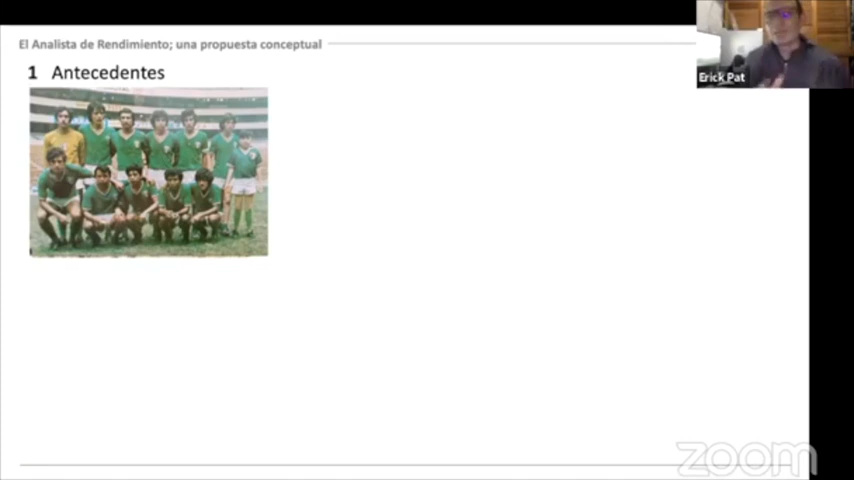 El Analista de Rendimiento; una propuesta conceptual
1 Antecedentes
Erick Pat
zoom